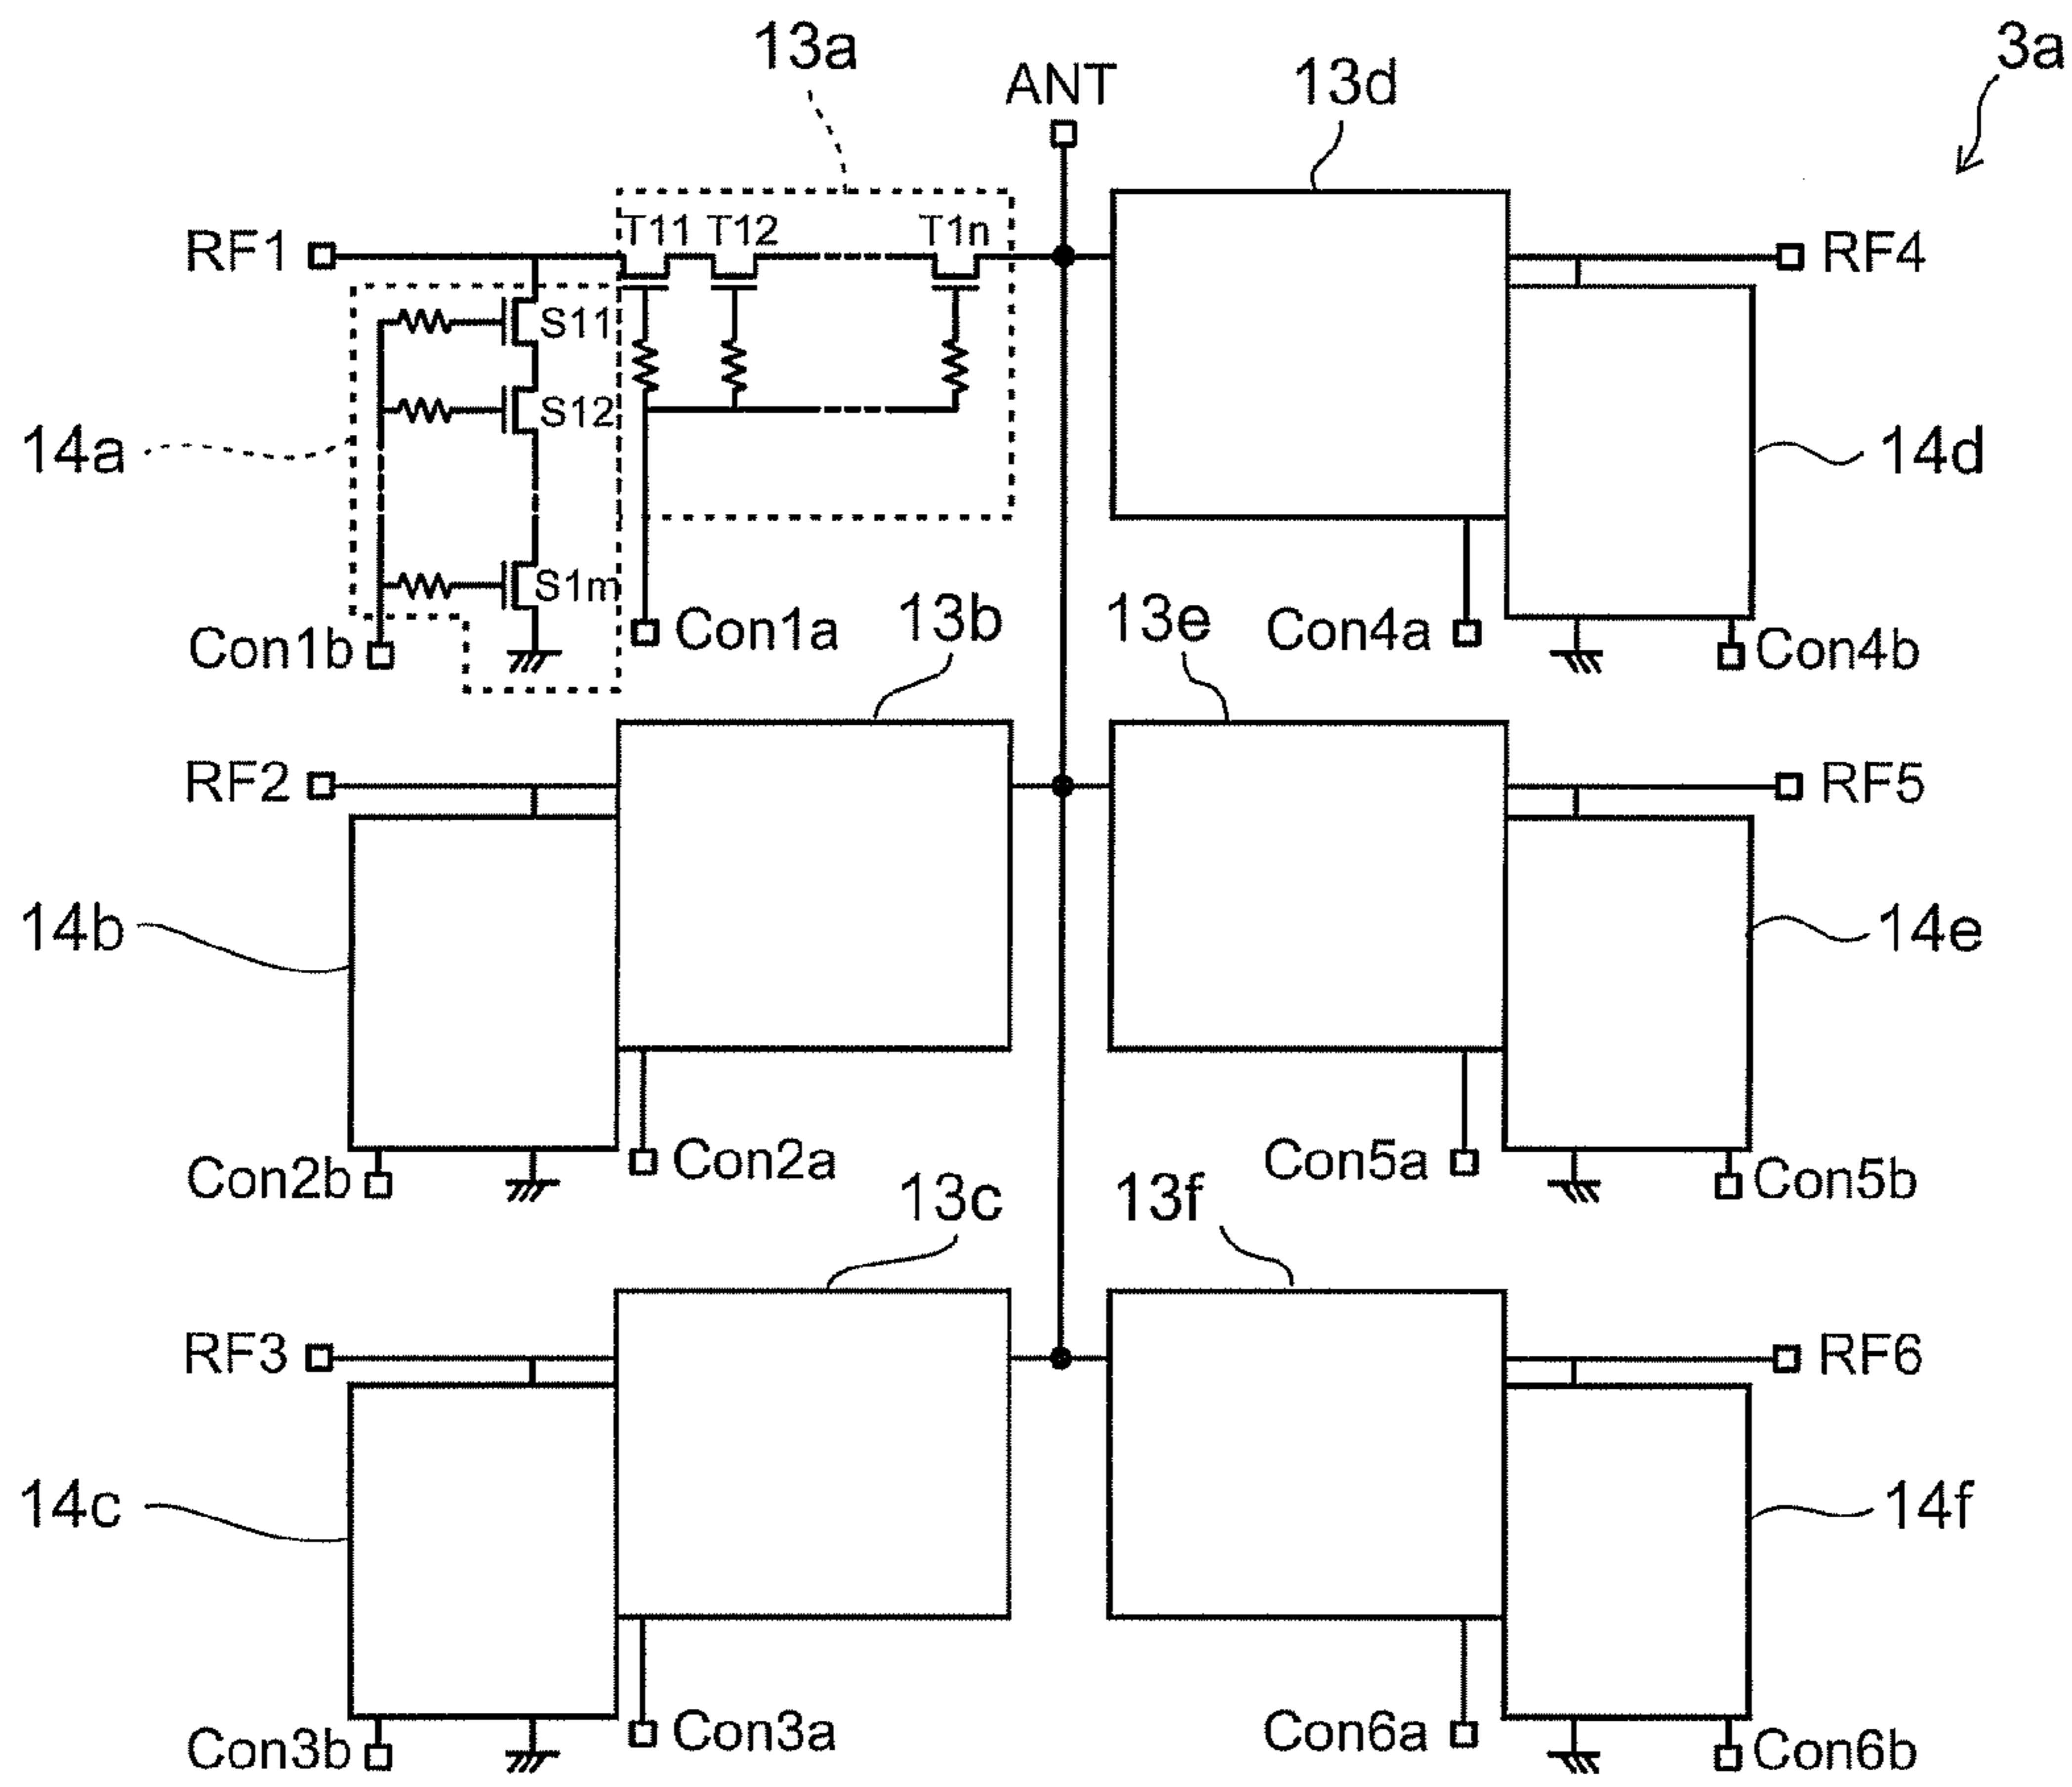 13a
ANT
13d
3a
RF1
T11
T12
T1n
RF4
S11
S12
14a
14d
S1m
Con1b
Con1a
13b
13e
Con4a
Con4b
RF2
RF5
14b
14e
Con2b
Con2a
Con5a
Con5b
13c
13f
RF3
RF6
14c
14f
Con3b
Con3a
Con6a
Con6b